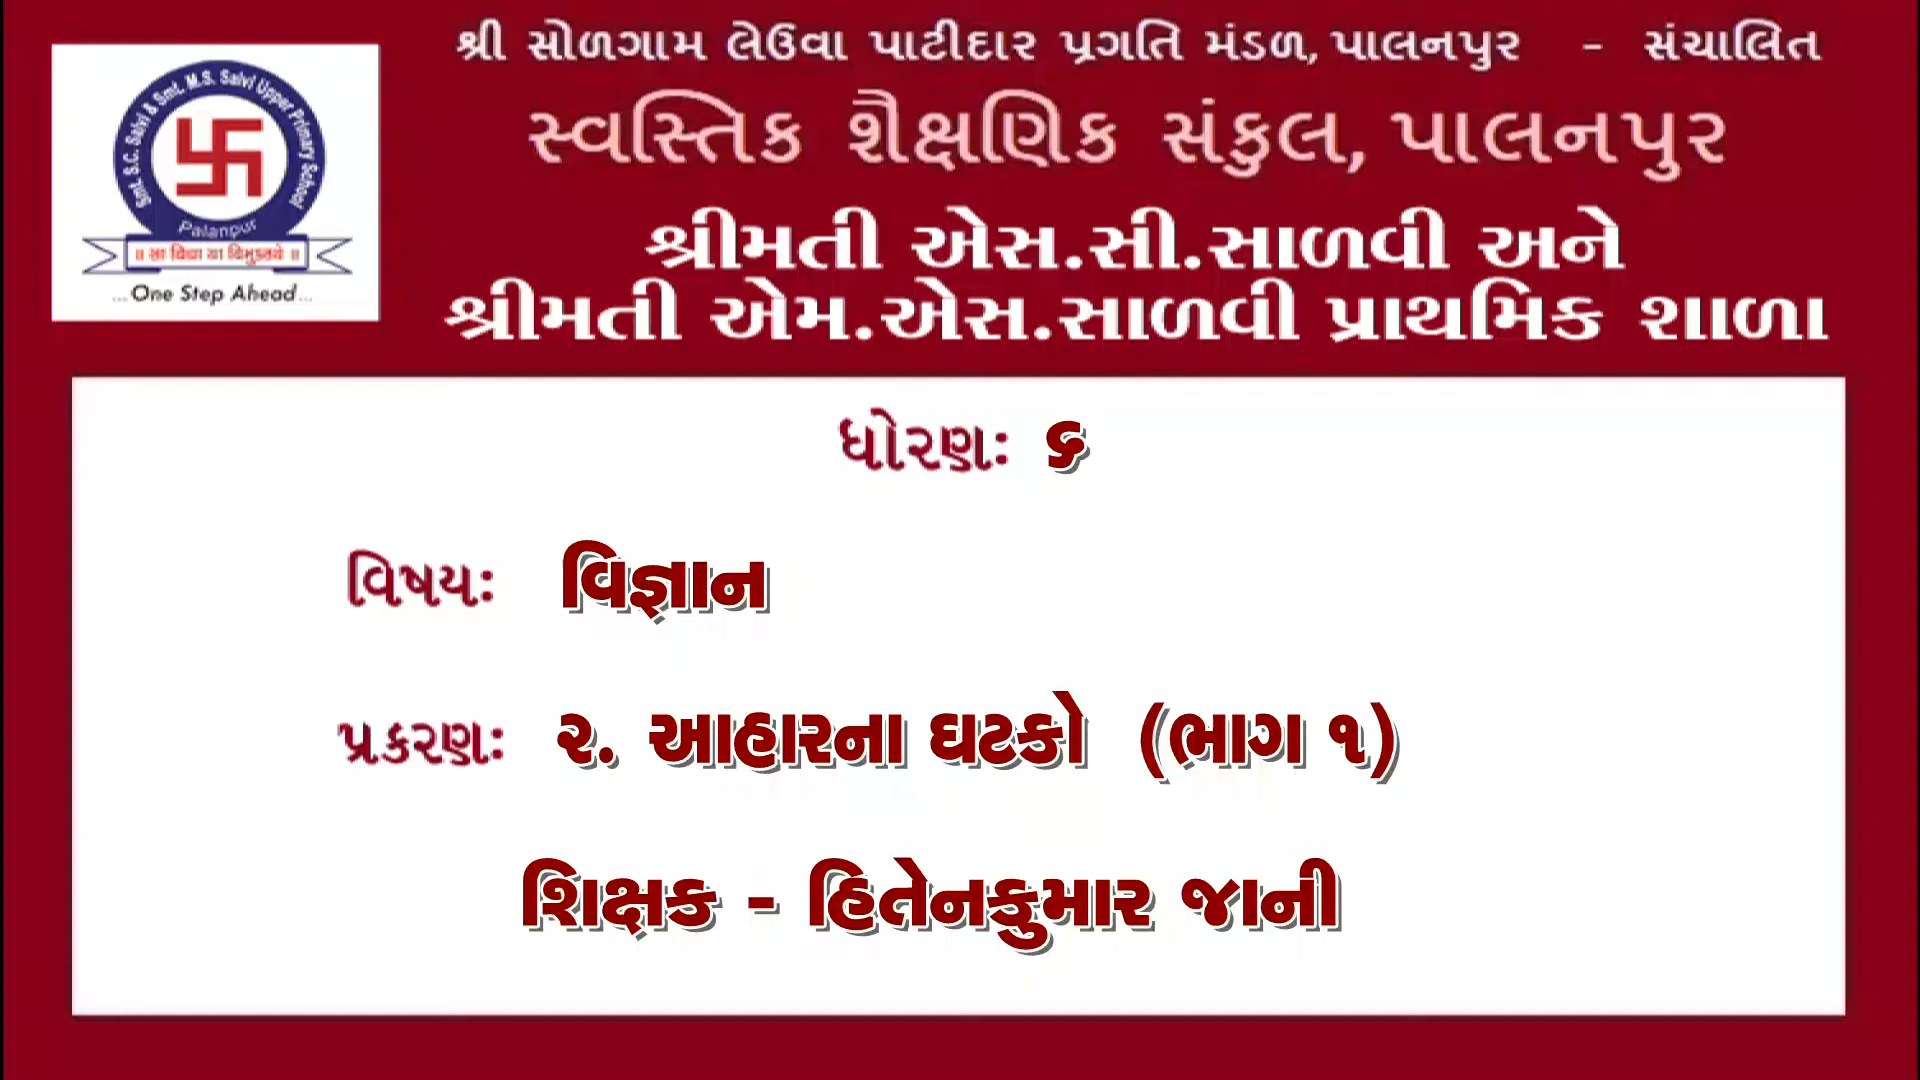 શ્રી સોળગામ લેઉવા પાટીદાર પ્રગતિ મંડળ, પાલનપુર - સંચાલિત
સ્વસ્તિક શૈક્ષણિક સંકુલ, પાલનપુર
શ્રીમતી એસ.સી.સાળવી અને
શ્રીમતી એમ.એસ.સાળવી પ્રાથમિક શાળા
Smt. S.C. Salvi & Smt. M.S. Salvi Upper Primary School
Palanpur
॥ सा विद्या या विमुक्तये ॥
...One Step Ahead...
ધોરણઃ ૬
વિષયઃ વિજ્ઞાન
પ્રકરણઃ ૨. આહારના ઘટકો (ભાગ ૧)
શિક્ષક - હિતેનકુમાર જાની